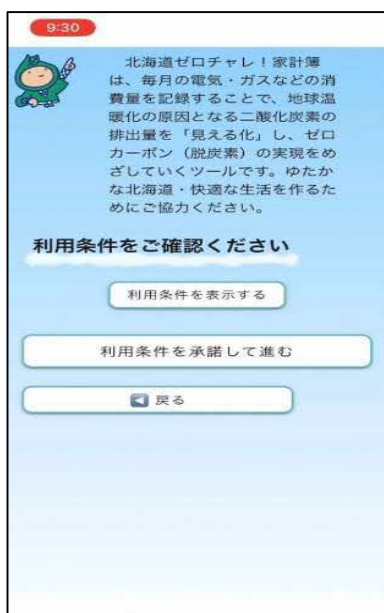 9:30
北海道ゼロチャレ！家計簿
は、毎月の電気・ガスなどの消
費量を記録することで、地球温
暖化の原因となる二酸化炭素の
排出量を「見える化」し、ゼロ
カーボン（脱炭素）の実現をめ
ざしていくツールです。ゆたか
な北海道・快適な生活を作るた
めにご協力ください。
利用条件をご確認ください
利用条件を表示する
利用条件を承諾して進む
戻る